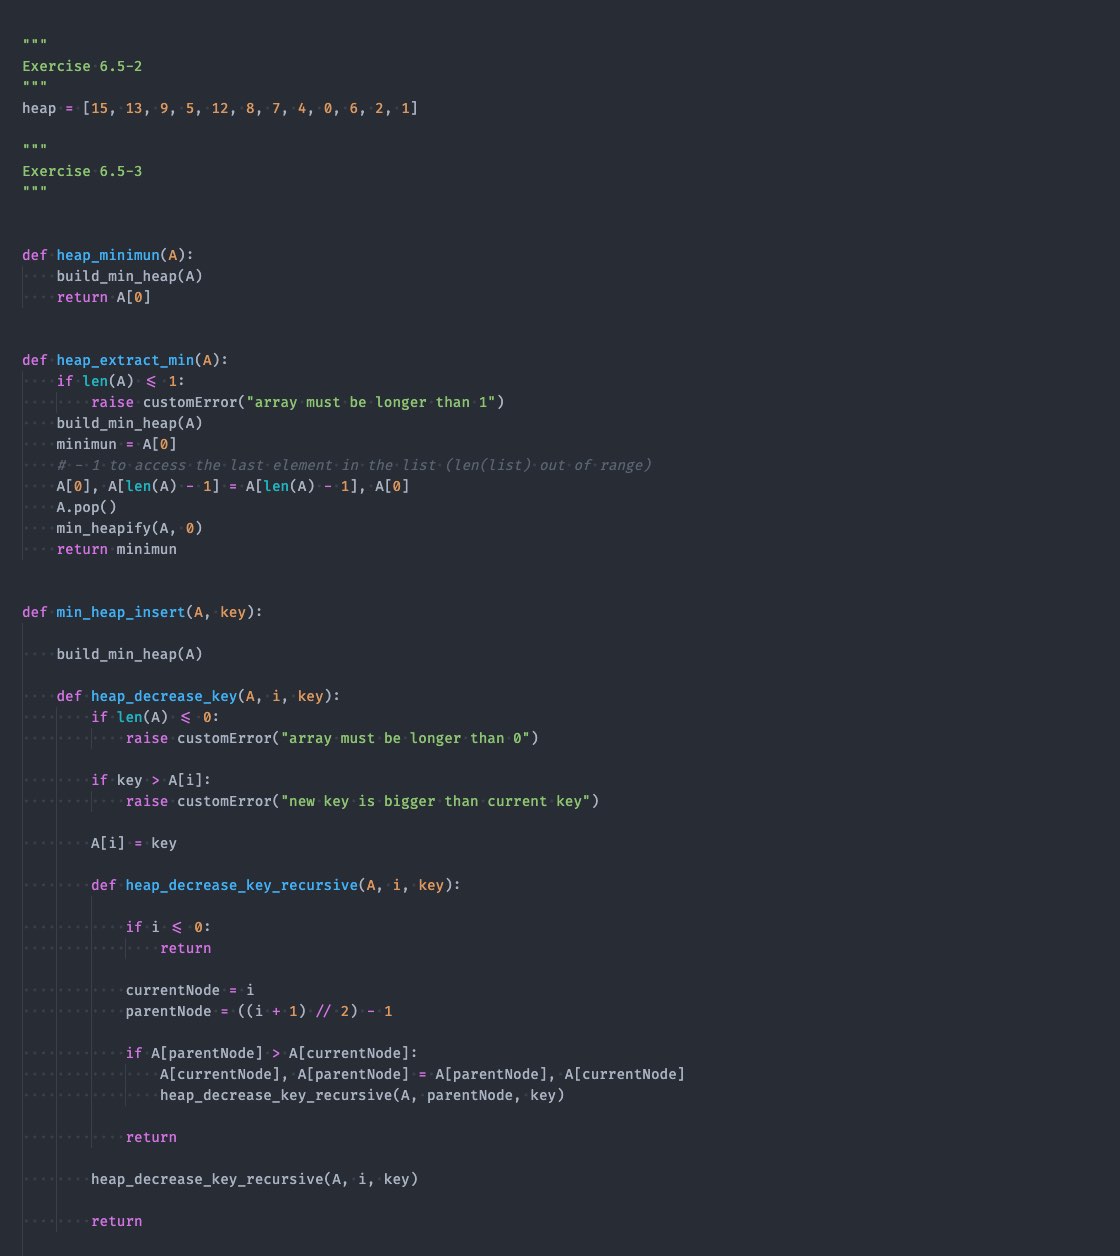 """
Exercise 6.5-2
"""
heap = [15, 13, 9, 5, 12, 8, 7, 4, 0, 6, 2, 1]
"""
Exercise 6.5-3
"""
def heap_minimun(A):
    build_min_heap(A)
    return A[0]
def heap_extract_min(A):
    if len(A) <= 1:
        raise customError("array must be longer than 1")
    build_min_heap(A)
    minimun = A[0]
    # - 1 to access the last element in the list (len(list) out of range)
    A[0], A[len(A) - 1] = A[len(A) - 1], A[0]
    A.pop()
    min_heapify(A, 0)
    return minimun
def min_heap_insert(A, key):
    build_min_heap(A)
    def heap_decrease_key(A, i, key):
        if len(A) <= 0:
            raise customError("array must be longer than 0")
        if key > A[i]:
            raise customError("new key is bigger than current key")
        A[i] = key
        def heap_decrease_key_recursive(A, i, key):
            if i <= 0:
                return
            currentNode = i
            parentNode = ((i + 1) // 2) - 1
            if A[parentNode] > A[currentNode]:
                A[currentNode], A[parentNode] = A[parentNode], A[currentNode]
                heap_decrease_key_recursive(A, parentNode, key)
            return
        heap_decrease_key_recursive(A, i, key)
        return